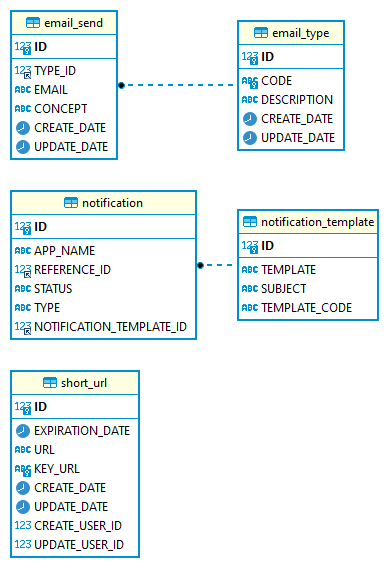 email_send
123 ID
123 TYPE_ID
ABC EMAIL
ABC CONCEPT
CREATE_DATE
UPDATE_DATE
email_type
123 ID
ABC CODE
ABC DESCRIPTION
CREATE_DATE
UPDATE_DATE
notification
123 ID
ABC APP_NAME
123 REFERENCE_ID
ABC STATUS
ABC TYPE
123 NOTIFICATION_TEMPLATE_ID
notification_template
123 ID
ABC TEMPLATE
ABC SUBJECT
ABC TEMPLATE_CODE
short_url
123 ID
EXPIRATION_DATE
ABC URL
ABC KEY_URL
CREATE_DATE
UPDATE_DATE
123 CREATE_USER_ID
123 UPDATE_USER_ID